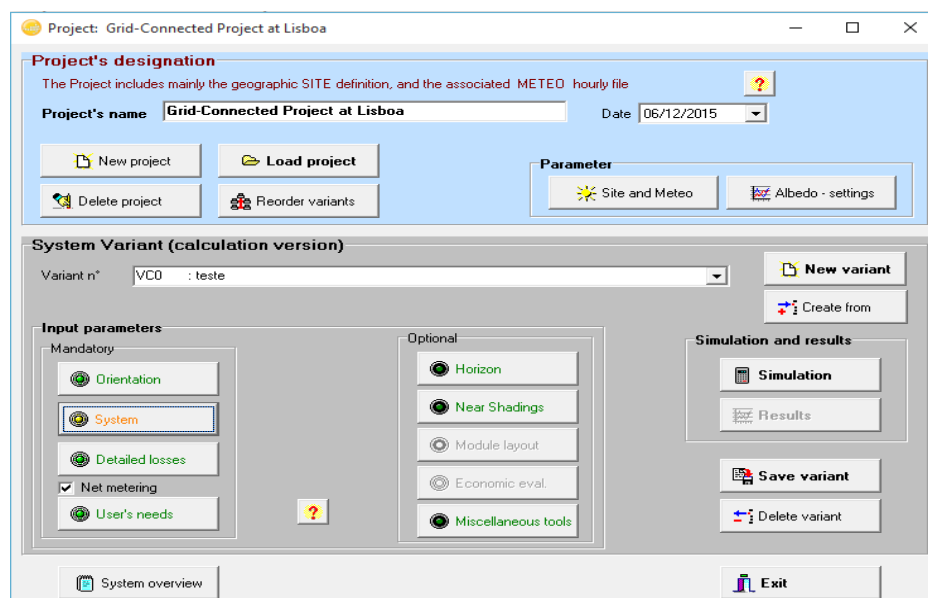 Project: Grid-Connected Project at Lisboa
Project's designation
The Project includes mainly the geographic SITE definition, and the associated METEO hourly file
?
Project's name Grid-Connected Project at Lisboa Date 06/12/2015
New project Load project
Parameter
Site and Meteo Albedo - settings
Delete project Reorder variants
System Variant (calculation version)
Variant n° VC0 : teste
New variant
Create from
Input parameters
Mandatory
Orientation
System
Detailed losses
Net metering
User's needs
?
Optional
Horizon
Near Shadings
Module layout
Economic eval.
Miscellaneous tools
Simulation and results
Simulation
Results
Save variant
Delete variant
System overview
Exit